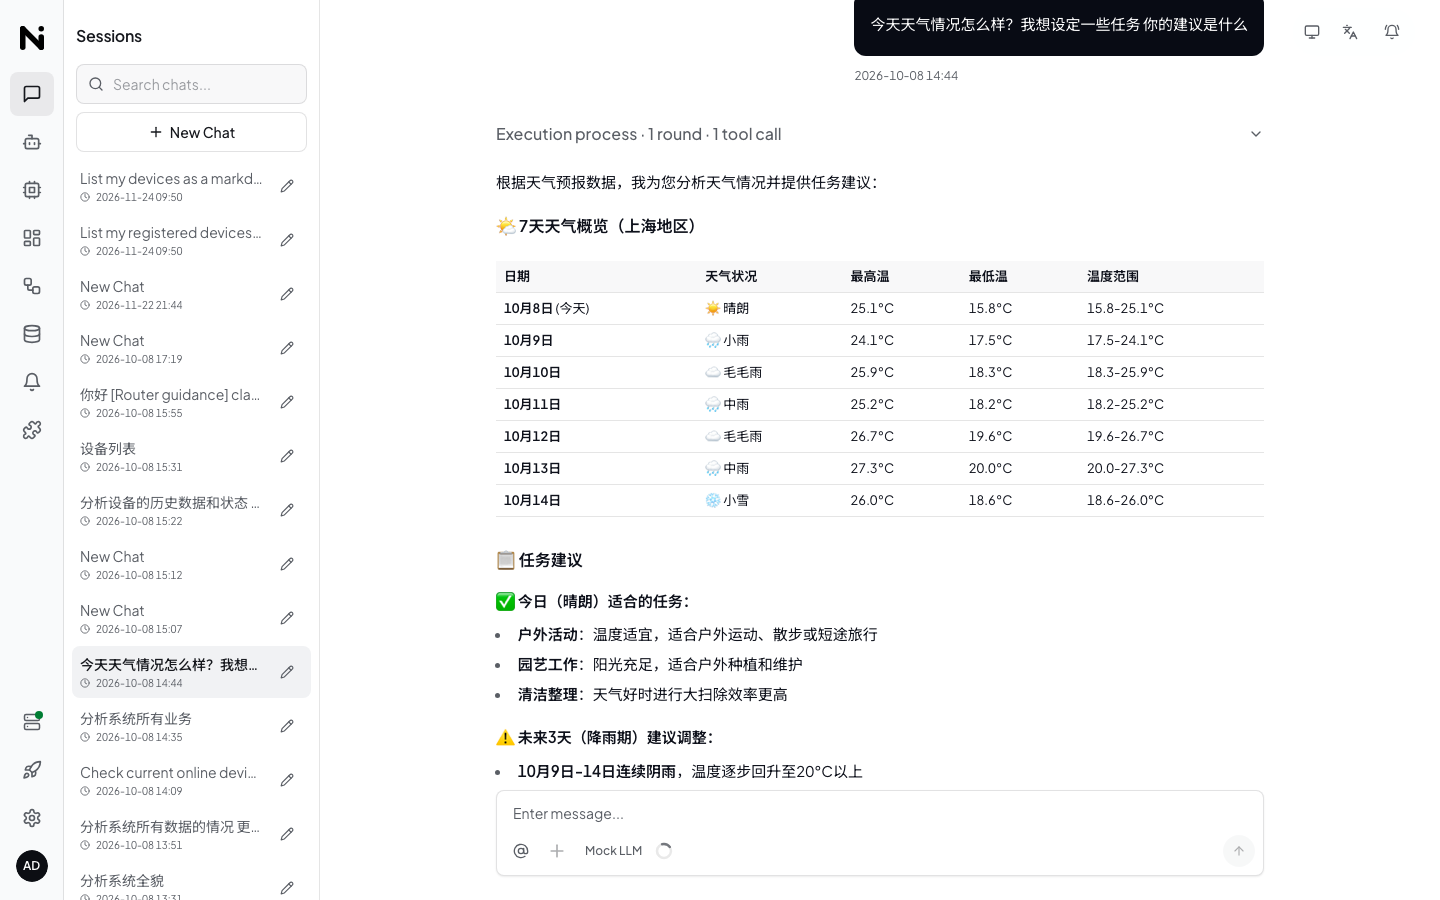 Sessions
Search chats...
New Chat
List my devices as a markd...
2026-11-24 09:50
List my registered devices...
2026-11-24 09:50
New Chat
2026-11-22 21:44
New Chat
2026-10-08 17:19
你好 [Router guidance] cla...
2026-10-08 15:55
设备列表
2026-10-08 15:31
分析设备的历史数据和状态 ...
2026-10-08 15:22
New Chat
2026-10-08 15:12
New Chat
2026-10-08 15:07
今天天气情况怎么样？我想...
2026-10-08 14:44
分析系统所有业务
2026-10-08 14:35
Check current online devi...
2026-10-08 14:09
分析系统所有数据的情况 更...
2026-10-08 13:51
分析系统全貌
2026-10-08 13:31
AD
今天天气情况怎么样？我想设定一些任务 你的建议是什么
2026-10-08 14:44
Execution process · 1 round · 1 tool call
根据天气预报数据，我为您分析天气情况并提供任务建议：
7天天气概览（上海地区）
日期 天气状况 最高温 最低温 温度范围
10月8日 (今天) 晴朗 25.1°C 15.8°C 15.8-25.1°C
10月9日 小雨 24.1°C 17.5°C 17.5-24.1°C
10月10日 毛毛雨 25.9°C 18.3°C 18.3-25.9°C
10月11日 中雨 25.2°C 18.2°C 18.2-25.2°C
10月12日 毛毛雨 26.7°C 19.6°C 19.6-26.7°C
10月13日 中雨 27.3°C 20.0°C 20.0-27.3°C
10月14日 小雪 26.0°C 18.6°C 18.6-26.0°C
任务建议
今日（晴朗）适合的任务：
户外活动：温度适宜，适合户外运动、散步或短途旅行
园艺工作：阳光充足，适合户外种植和维护
清洁整理：天气好时进行大扫除效率更高
未来3天（降雨期）建议调整：
10月9日-14日连续阴雨，温度逐步回升至20°C以上
Enter message...
Mock LLM